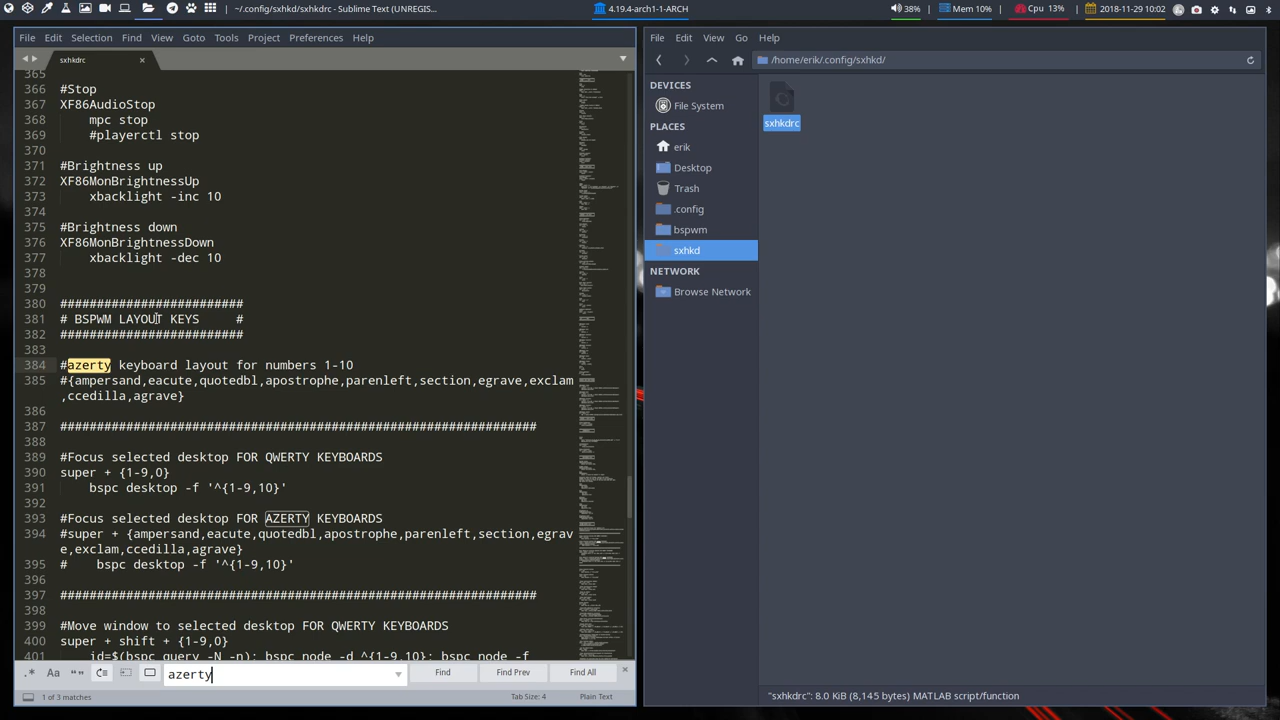 ~/.config/sxhkd/sxhkdrc - Sublime Text (UNREGIS...
4.19.4-arch1-1-ARCH
38%
Mem 10%
Cpu 13%
2018-11-29 10:02
File Edit Selection Find View Goto Tools Project Preferences Help
sxhkdrc
365
366 #Stop
367 XF86AudioStop
368 mpc stop
369 #playerctl stop
370
371 #Brightness up
372 XF86MonBrightnessUp
373 xbacklight -inc 10
374
375 #Brightness down
376 XF86MonBrightnessDown
377 xbacklight -dec 10
378
379
380 #########################
381 # BSPWM LAYOUT KEYS #
382 #########################
383
384 #azerty keyboard layout for numbers 1-10
385 #{ampersand,eacute,quotedbl,apostrophe,parenleft,section,egrave,exclam
,ccedilla,agrave}
386
387 #################################################################
388
389 #Focus selected desktop FOR QWERTY KEYBOARDS
390 super + {1-9,0}
391 bspc desktop -f '^{1-9,10}'
392
393 #Focus selected desktop FOR AZERTY KEYBOARDS
394 #super + {ampersand,eacute,quotedbl,apostrophe,parenleft,section,egrav
e,exclam,ccedilla,agrave}
395 # bspc desktop -f '^{1-9,10}'
396
397 #################################################################
398
399 #Move window to selected desktop FOR QWERTY KEYBOARDS
400 super + shift + {1-9,0}
401 id=$(bspc query -N -n); bspc node -d ^{1-9,10}; bspc node -f
.* Aa “” azerty Find Find Prev Find All
1 of 3 matches
Tab Size: 4
Plain Text
File Edit View Go Help
/home/erik/.config/sxhkd/
DEVICES
File System
PLACES
erik
Desktop
Trash
.config
bspwm
sxhkd
NETWORK
Browse Network
sxhkdrc
"sxhkdrc": 8.0 KiB (8,145 bytes) MATLAB script/function